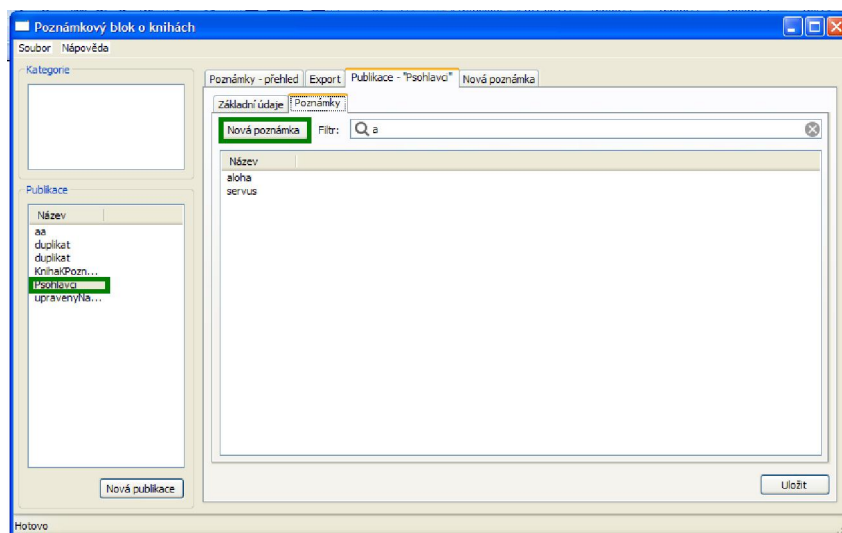 Poznámkový blok o knihách
Soubor Nápověda
Kategorie
Poznámky - přehled Export Publikace - "Psohlavci" Nová poznámka
Základní údaje Poznámky
Nová poznámka Filtr: a
Název
aloha
servus
Publikace
Název
aa
duplikat
duplikat
KnihaKPozn...
Psohlavci
upravenyNa...
Nová publikace
Uložit
Hotovo